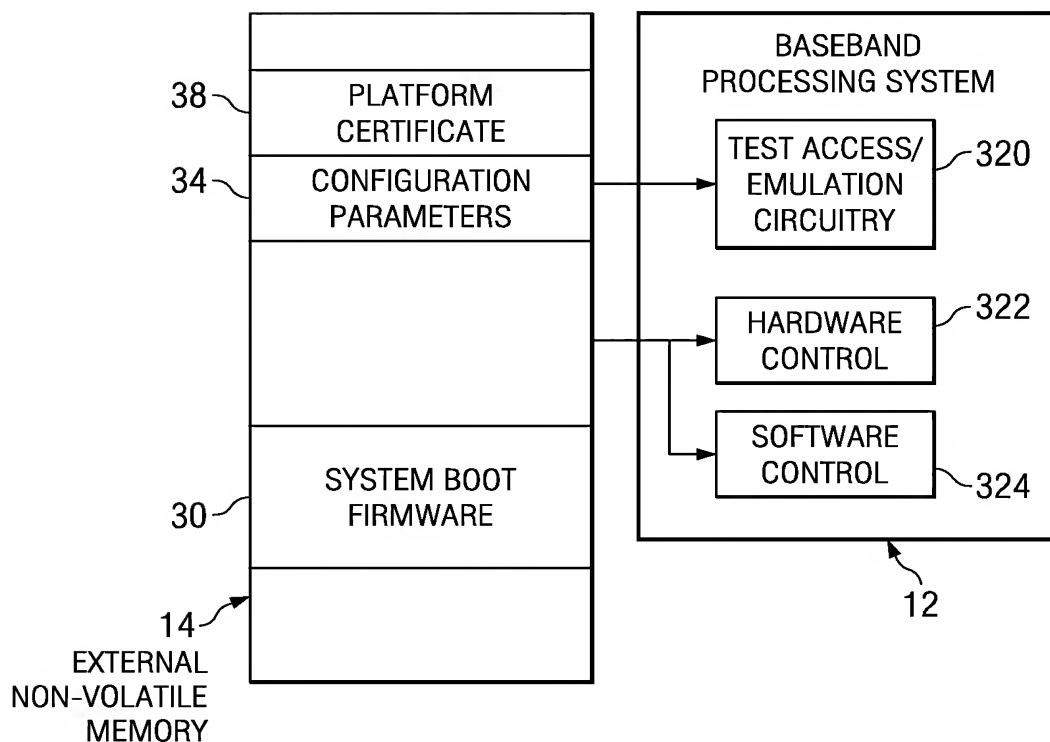 38
PLATFORM
CERTIFICATE
34
CONFIGURATION
PARAMETERS
30
SYSTEM BOOT
FIRMWARE
14
EXTERNAL
NON-VOLATILE
MEMORY
BASEBAND
PROCESSING SYSTEM
TEST ACCESS/
EMULATION
CIRCUITRY
320
HARDWARE
CONTROL
322
SOFTWARE
CONTROL
324
12